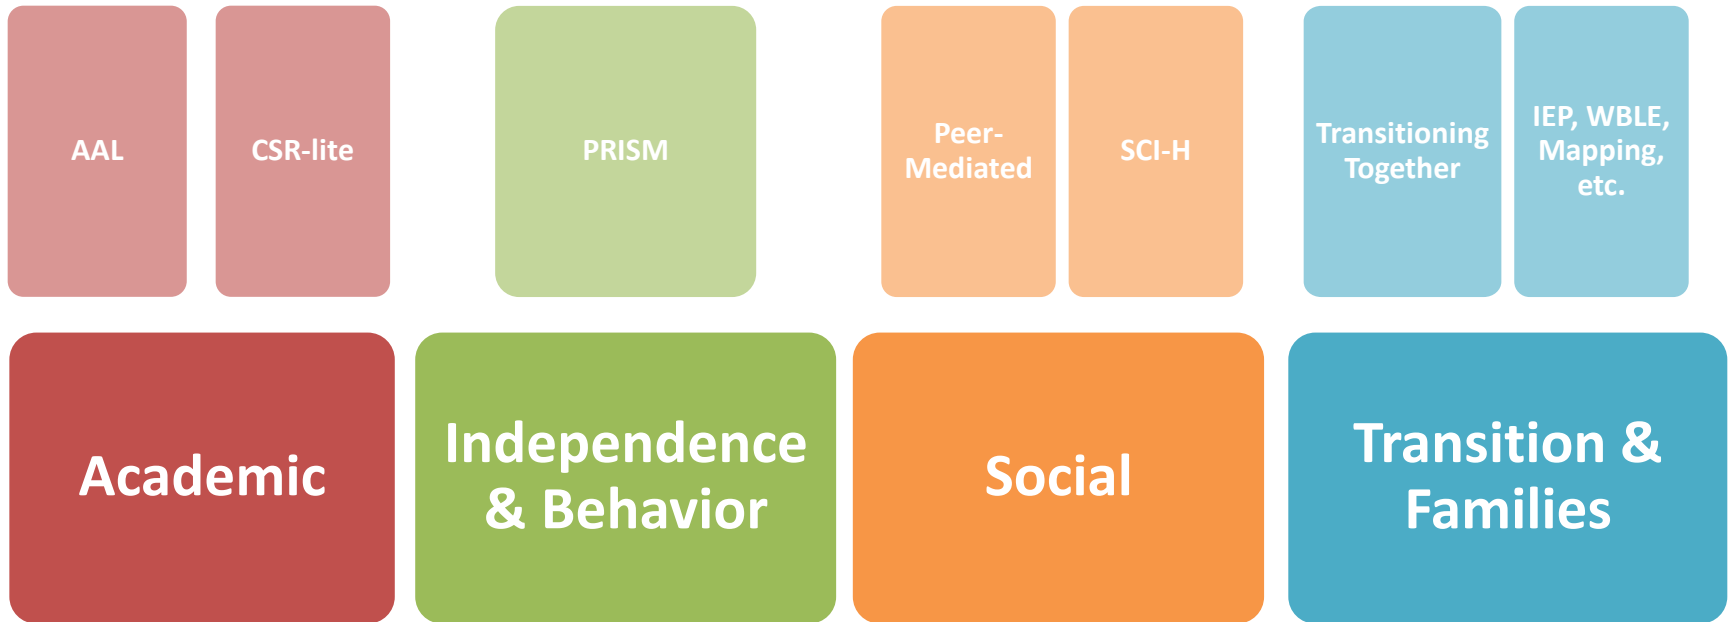 AAL
CSR-lite
PRISM
Peer-
Mediated
SCI-H
Transitioning
Together
IEP, WBLE,
Mapping,
etc.
Academic
Independence
& Behavior
Social
Transition &
Families